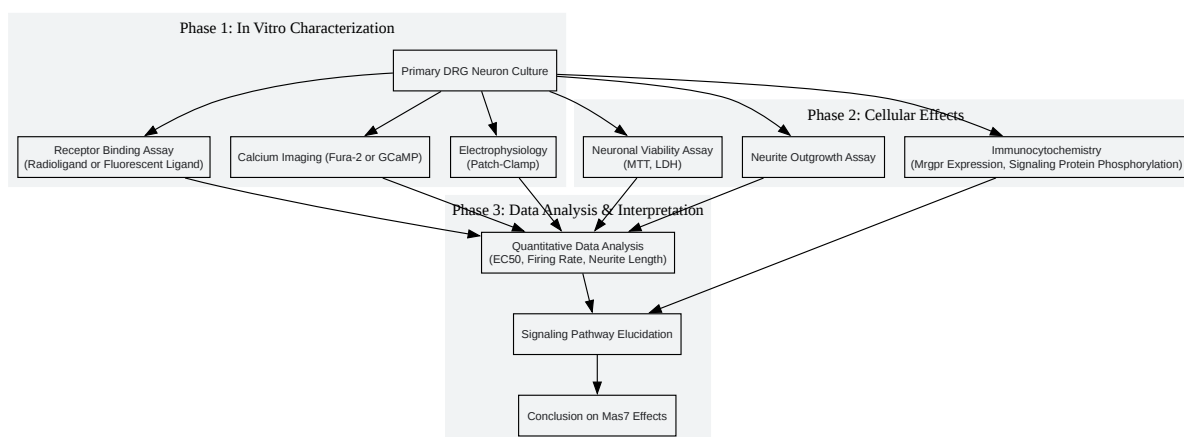 Phase 1: In Vitro Characterization
Primary DRG Neuron Culture
Phase 2: Cellular Effects
Receptor Binding Assay
(Radioligand or Fluorescent Ligand)
Calcium Imaging (Fura-2 or GCaMP)
Electrophysiology
(Patch-Clamp)
Neuronal Viability Assay
(MTT, LDH)
Neurite Outgrowth Assay
Immunocytochemistry
(Mrgpr Expression, Signaling Protein Phosphorylation)
Phase 3: Data Analysis & Interpretation
Quantitative Data Analysis
(EC50, Firing Rate, Neurite Length)
Signaling Pathway Elucidation
Conclusion on Mas7 Effects